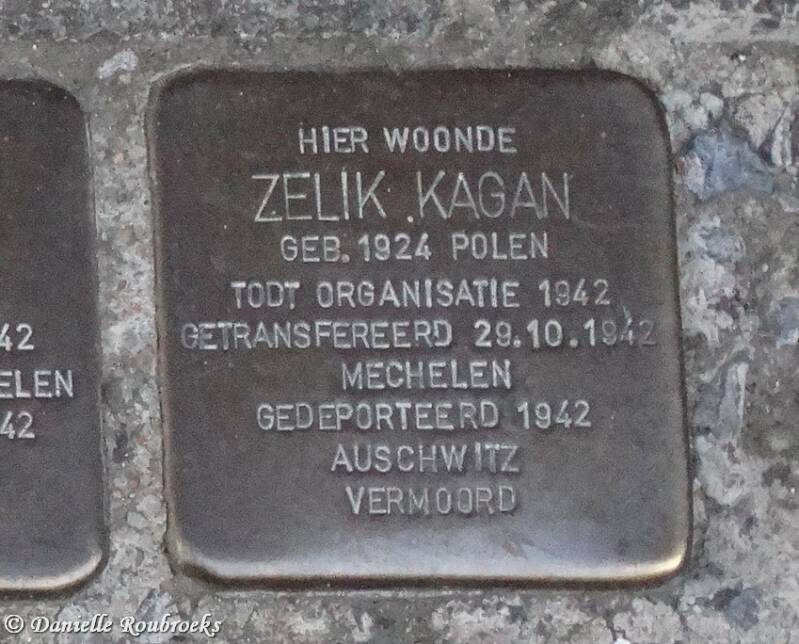 HIER WOONDE
ZELIK KAGAN
GEB. 1924 POLEN
TODT ORGANISATIE 1942
GETRANSFEREERD 29.10.1942
MECHELEN
GEDEPORTEERD 1942
AUSCHWITZ
VERMOORD
42
ELEN
42
© Danielle Roubroeks